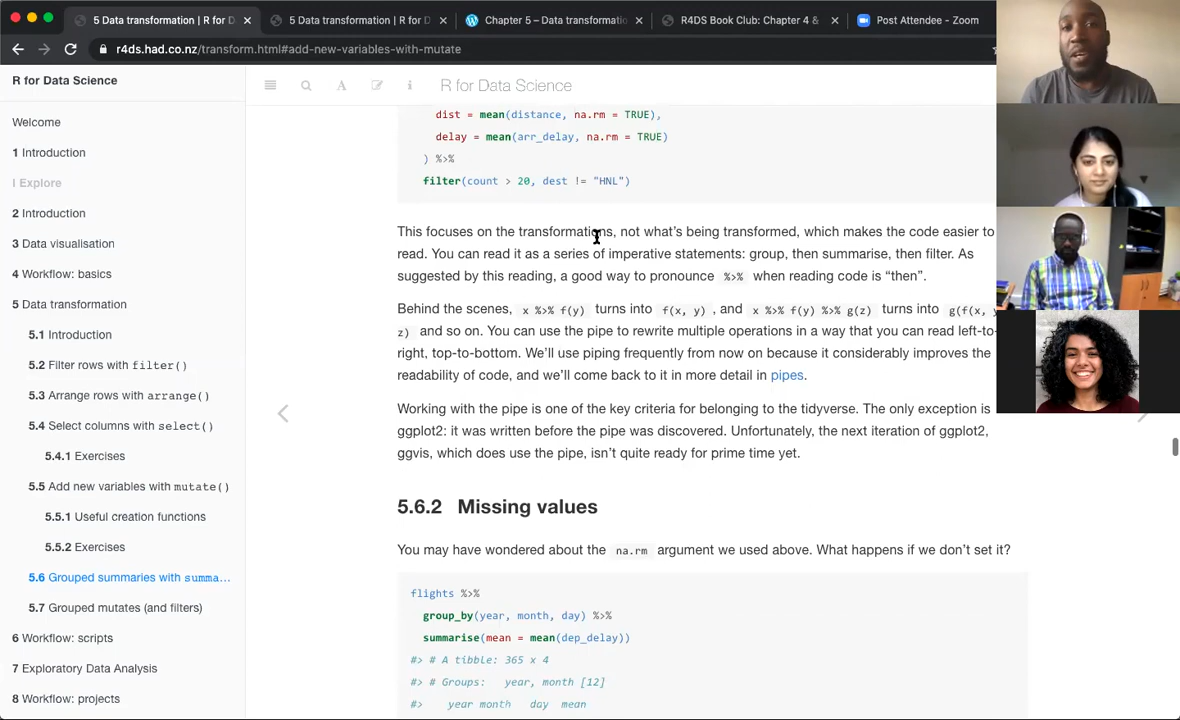 5 Data transformation | R for D
5 Data transformation | R for D
Chapter 5 – Data transformatio
R4DS Book Club: Chapter 4 &
Post Attendee - Zoom
r4ds.had.co.nz/transform.html#add-new-variables-with-mutate
R for Data Science
Welcome
1 Introduction
I Explore
2 Introduction
3 Data visualisation
4 Workflow: basics
5 Data transformation
5.1 Introduction
5.2 Filter rows with filter()
5.3 Arrange rows with arrange()
5.4 Select columns with select()
5.4.1 Exercises
5.5 Add new variables with mutate()
5.5.1 Useful creation functions
5.5.2 Exercises
5.6 Grouped summaries with summa...
5.7 Grouped mutates (and filters)
6 Workflow: scripts
7 Exploratory Data Analysis
8 Workflow: projects
A i R for Data Science
dist = mean(distance, na.rm = TRUE),
delay = mean(arr_delay, na.rm = TRUE)
) %>%
filter(count > 20, dest != "HNL")
This focuses on the transformations, not what's being transformed, which makes the code easier to
read. You can read it as a series of imperative statements: group, then summarise, then filter. As
suggested by this reading, a good way to pronounce %>% when reading code is “then”.
Behind the scenes, x %>% f(y) turns into f(x, y) , and x %>% f(y) %>% g(z) turns into g(f(x, y
z) and so on. You can use the pipe to rewrite multiple operations in a way that you can read left-to-
right, top-to-bottom. We'll use piping frequently from now on because it considerably improves the
readability of code, and we'll come back to it in more detail in pipes.
Working with the pipe is one of the key criteria for belonging to the tidyverse. The only exception is
ggplot2: it was written before the pipe was discovered. Unfortunately, the next iteration of ggplot2,
ggvis, which does use the pipe, isn't quite ready for prime time yet.
5.6.2 Missing values
You may have wondered about the na.rm argument we used above. What happens if we don't set it?
flights %>%
group_by(year, month, day) %>%
summarise(mean = mean(dep_delay))
#> # A tibble: 365 x 4
#> # Groups: year, month [12]
#> year month day mean